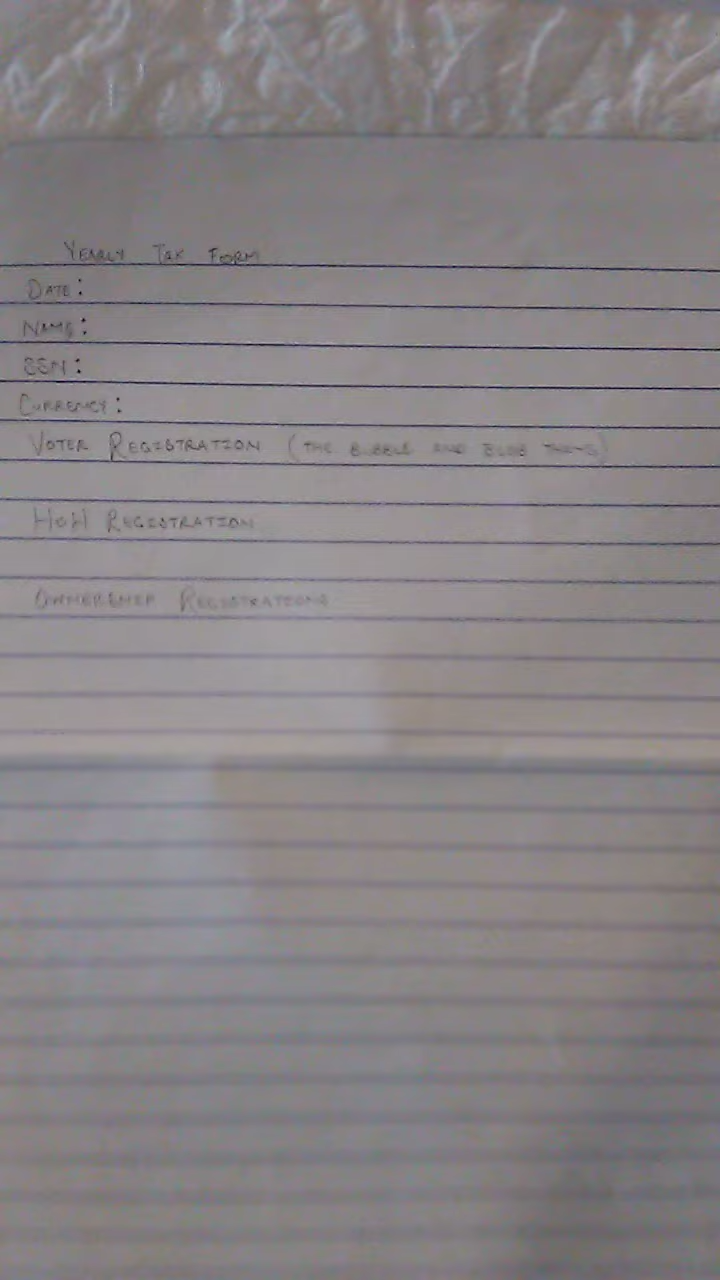 YEARLY TAX FORM
DATE:
NAME:
SSN:
CURRENCY:
VOTER REGISTRATION (THE BUBBLE AND BLOB THING)
HOH REGISTRATION
OWNERSHIP REGISTRATIONS